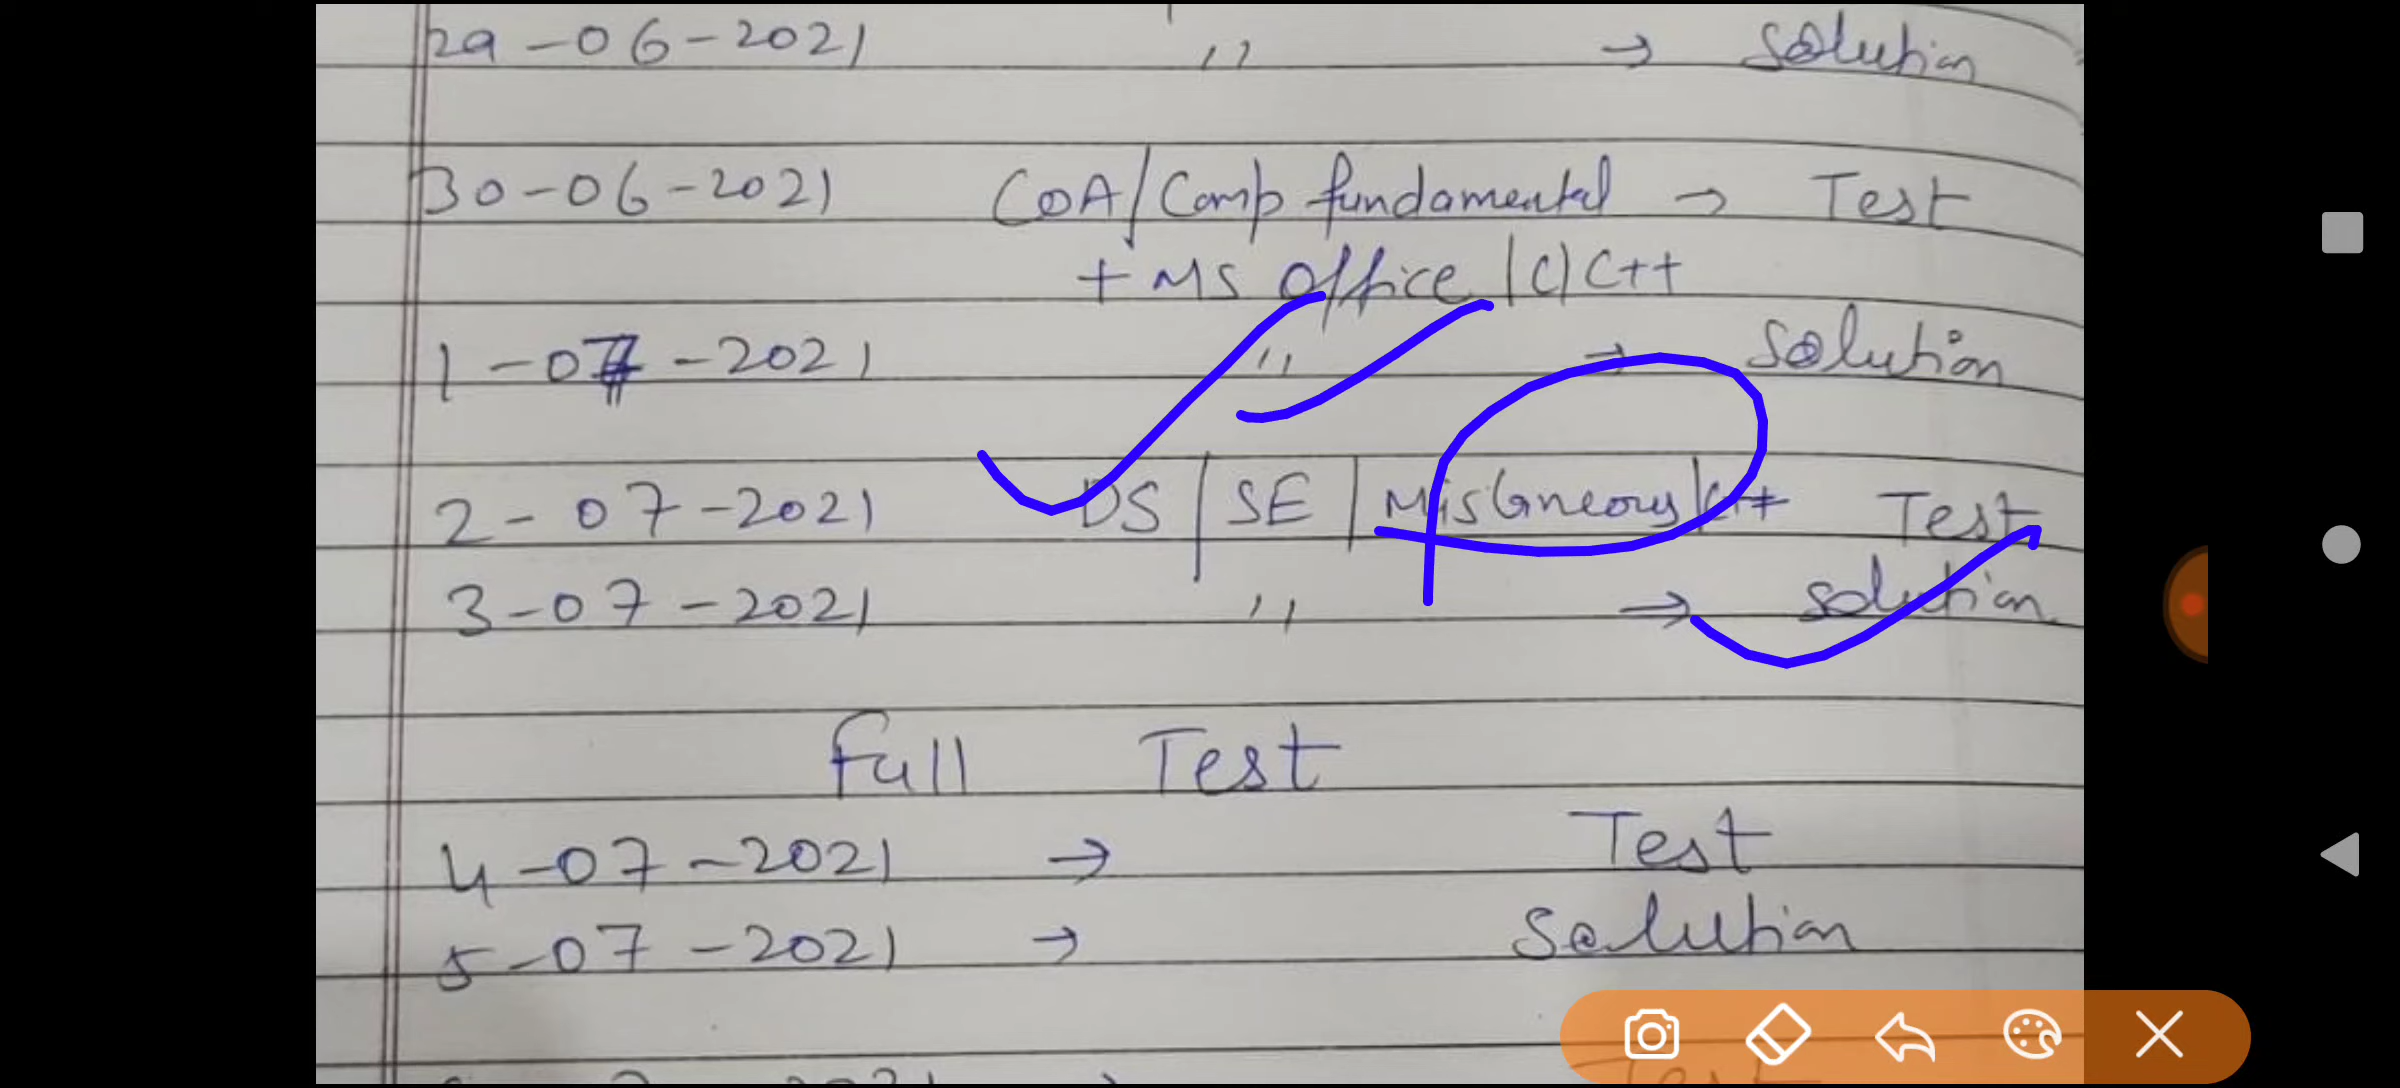 29-06-2021 ,, → Solution
30-06-2021 COA/Comp fundamental → Test
+ MS Office |C|C++
1-07-2021 ,, → Solution
2-07-2021 DS | SE | Mislaneous | C++ Test
3-07-2021 ,, → Solution
Full Test
4-07-2021 → Test
5-07-2021 → Solution